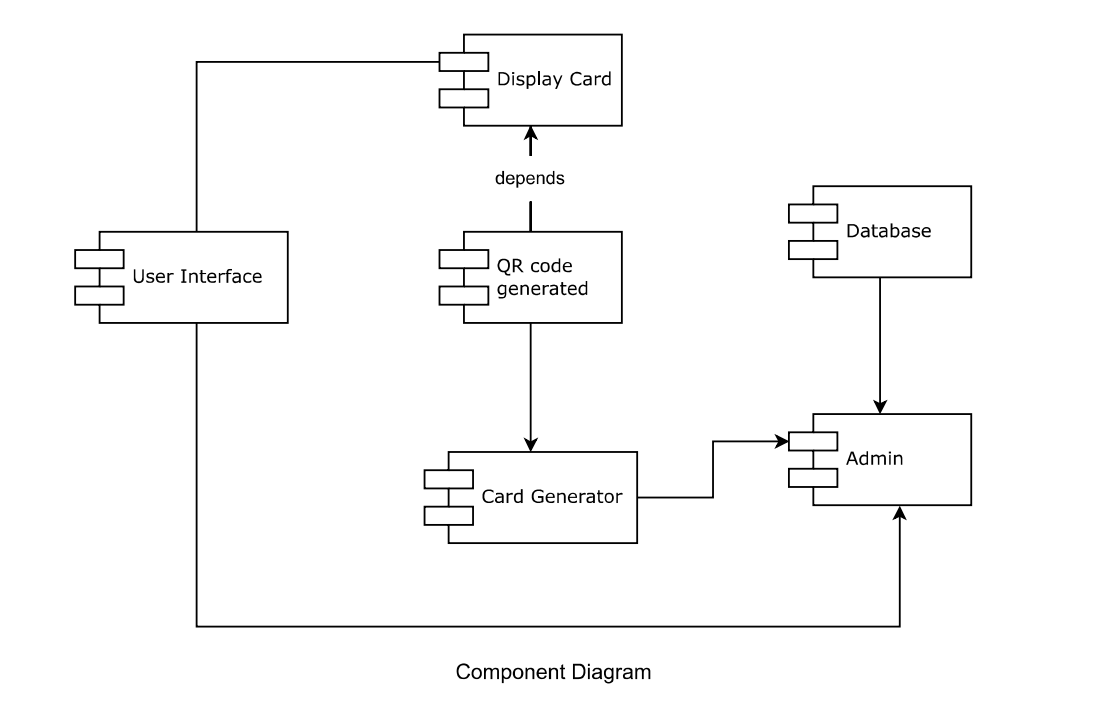 Display Card
depends
Database
User Interface
QR code
generated
Admin
Card Generator
Component Diagram